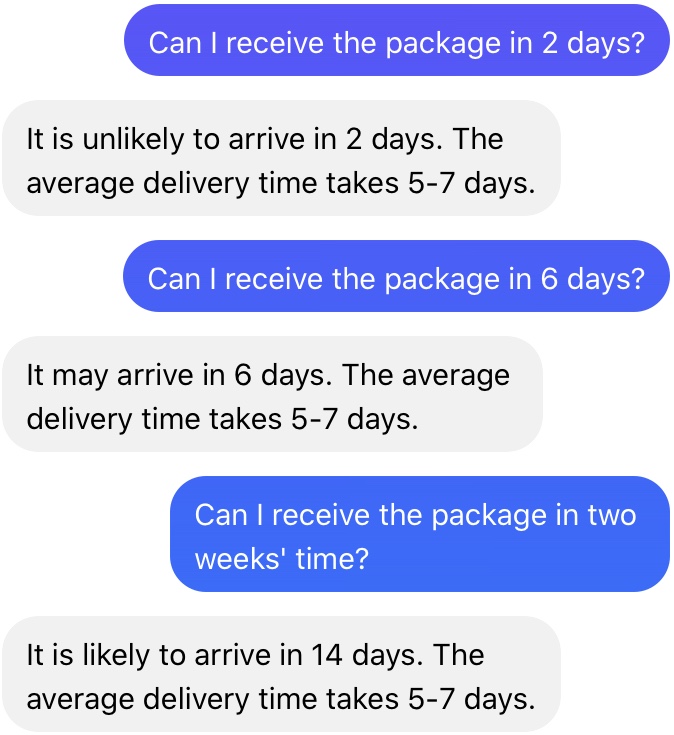 Can I receive the package in 2 days?
It is unlikely to arrive in 2 days. The
average delivery time takes 5-7 days.
Can I receive the package in 6 days?
It may arrive in 6 days. The average
delivery time takes 5-7 days.
Can I receive the package in two
weeks' time?
It is likely to arrive in 14 days. The
average delivery time takes 5-7 days.